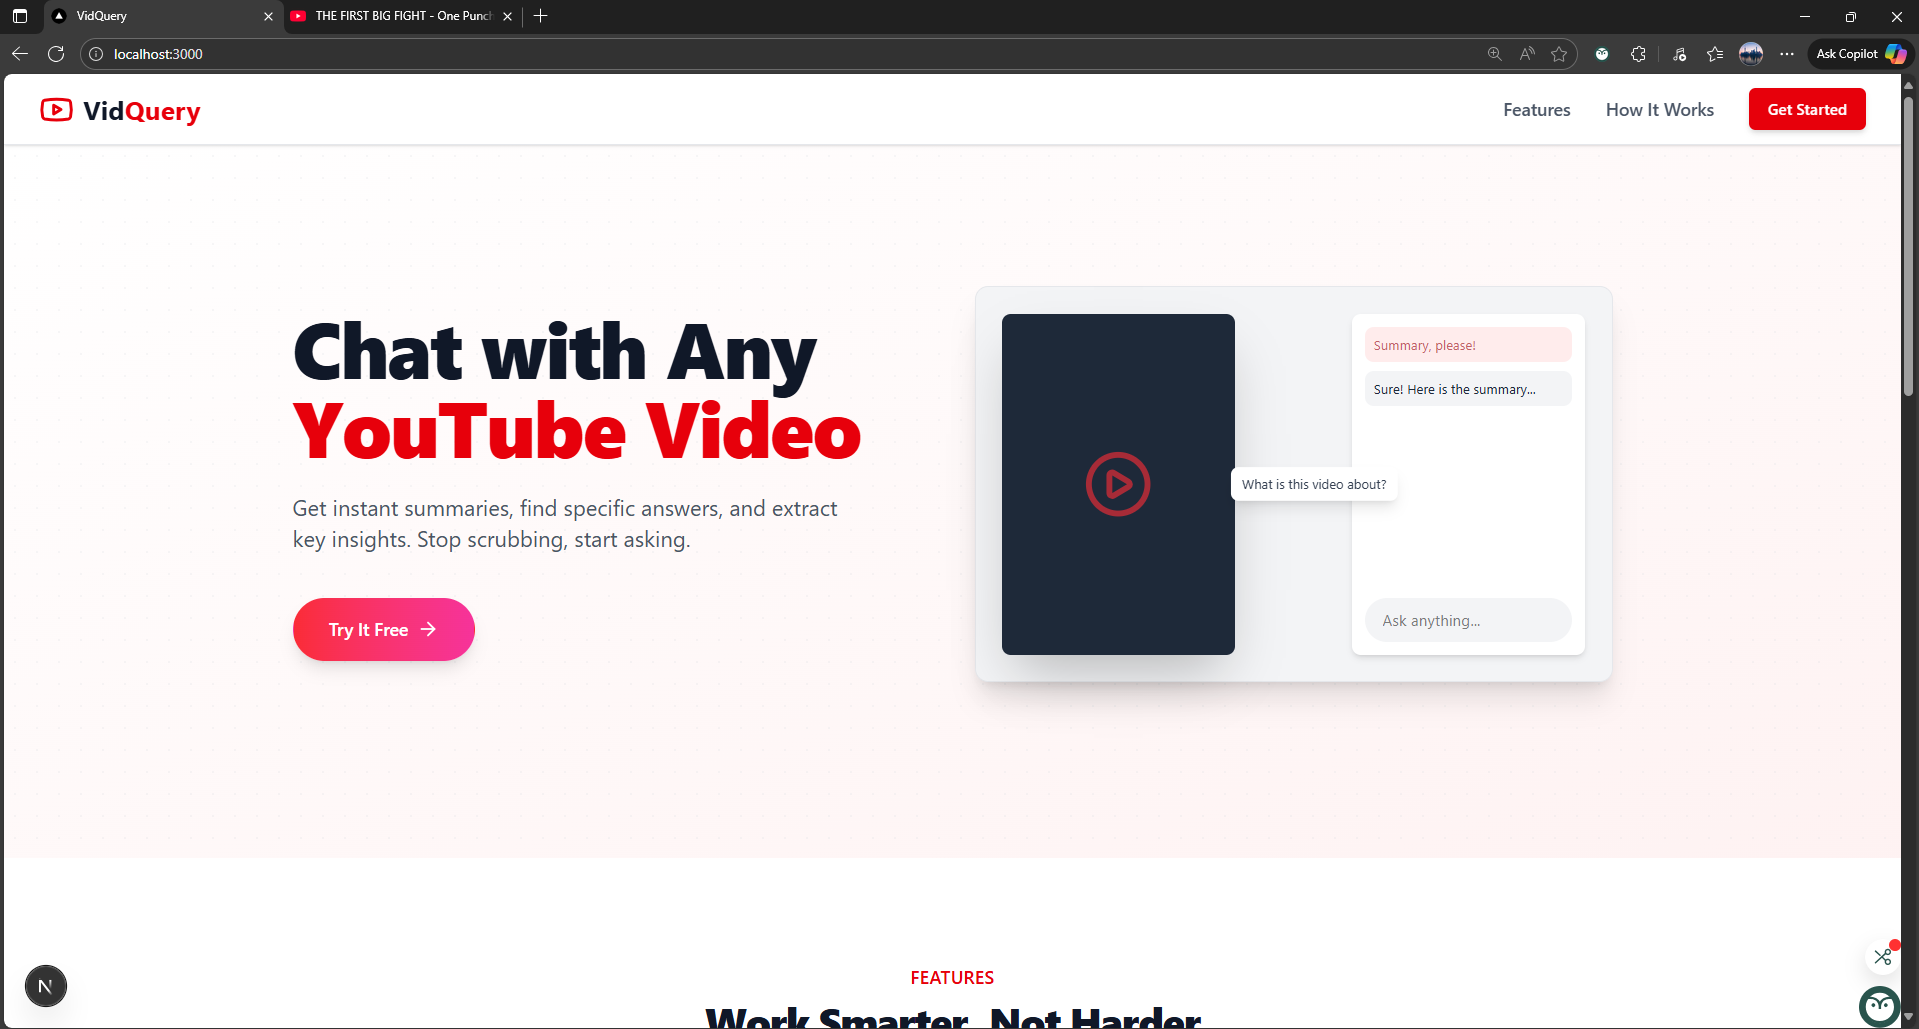 VidQuery
THE FIRST BIG FIGHT - One Punch
localhost:3000
Ask Copilot
VidQuery
Features
How It Works
Get Started
Chat with Any
YouTube Video
Get instant summaries, find specific answers, and extract
key insights. Stop scrubbing, start asking.
Try It Free
Summary, please!
Sure! Here is the summary...
What is this video about?
Ask anything...
FEATURES
Work Smarter, Not Harder
N